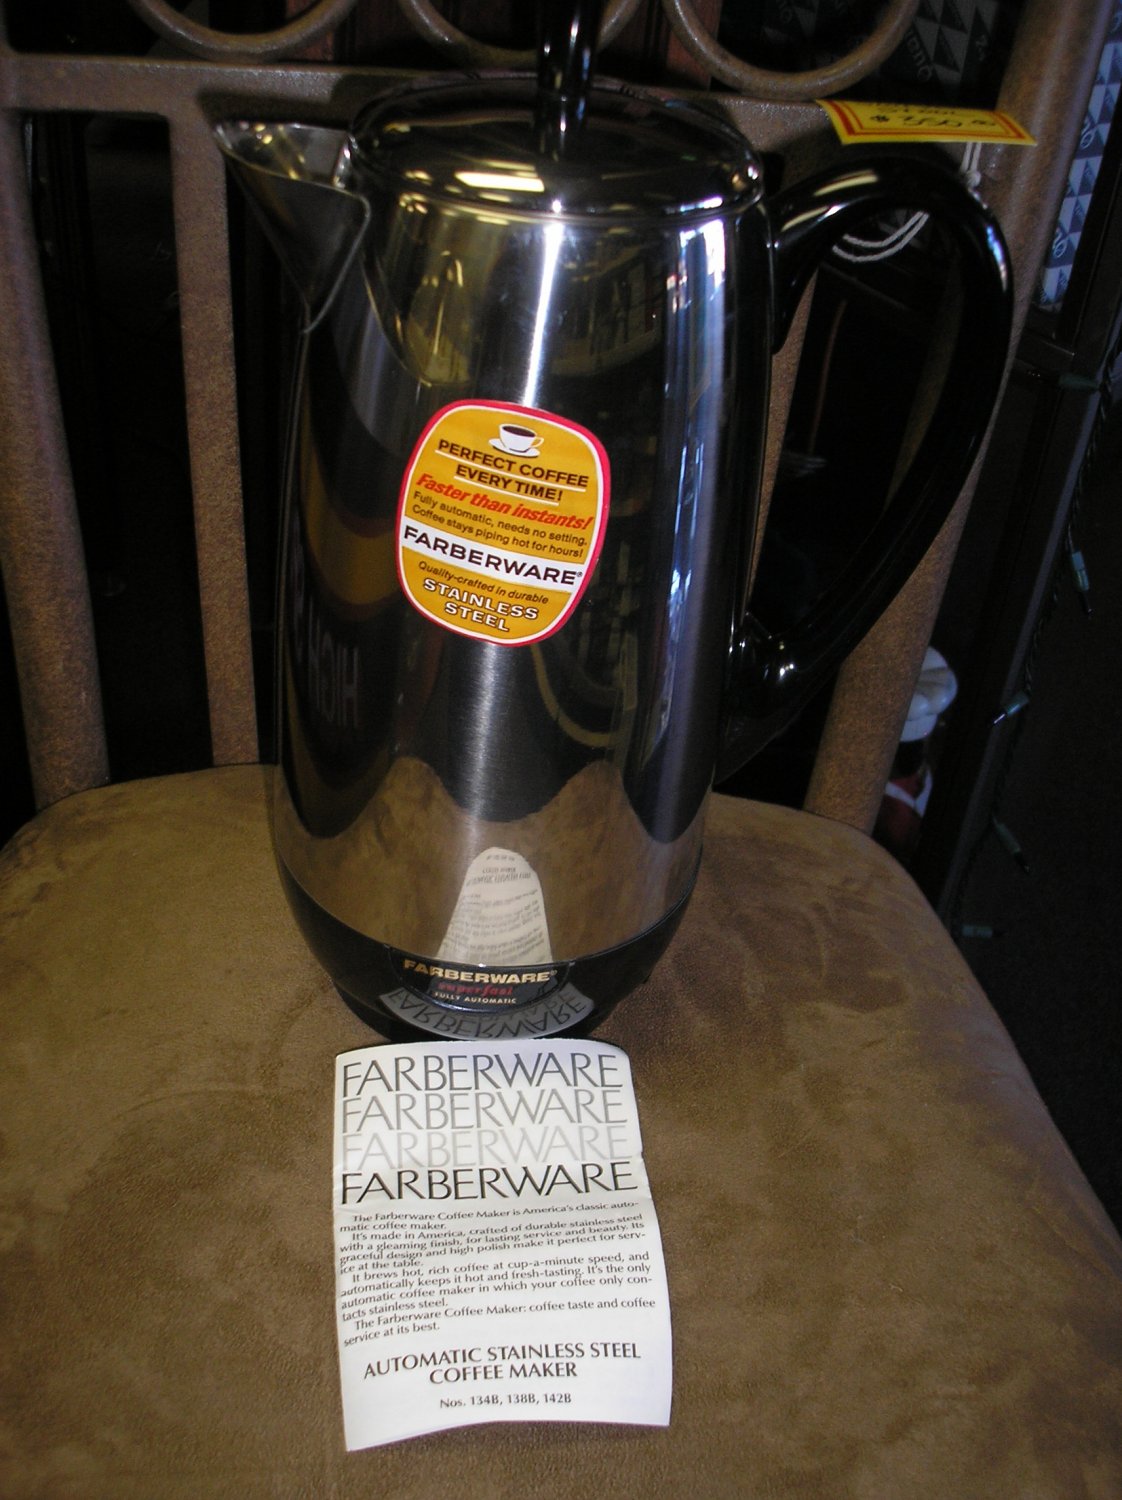 PERFECT COFFEE
EVERY TIME!
Faster than instants!
Fully automatic, needs no setting.
Coffee stays piping hot for hours!
FARBERWARE®
Quality-crafted in durable
STAINLESS
STEEL
FARBERWARE®
superfast
FULLY AUTOMATIC
FARBERWARE
FARBERWARE
FARBERWARE
FARBERWARE
The Farberware Coffee Maker is America's classic auto-
matic coffee maker.
It's made in America, crafted of durable stainless steel
with a gleaming finish, for lasting service and beauty. Its
graceful design and high polish make it perfect for serv-
ice at the table.
It brews hot, rich coffee at cup-a-minute speed, and
automatically keeps it hot and fresh-tasting. It's the only
automatic coffee maker in which your coffee only con-
tacts stainless steel.
The Farberware Coffee Maker: coffee taste and coffee
service at its best.
AUTOMATIC STAINLESS STEEL
COFFEE MAKER
Nos. 134B, 138B, 142B